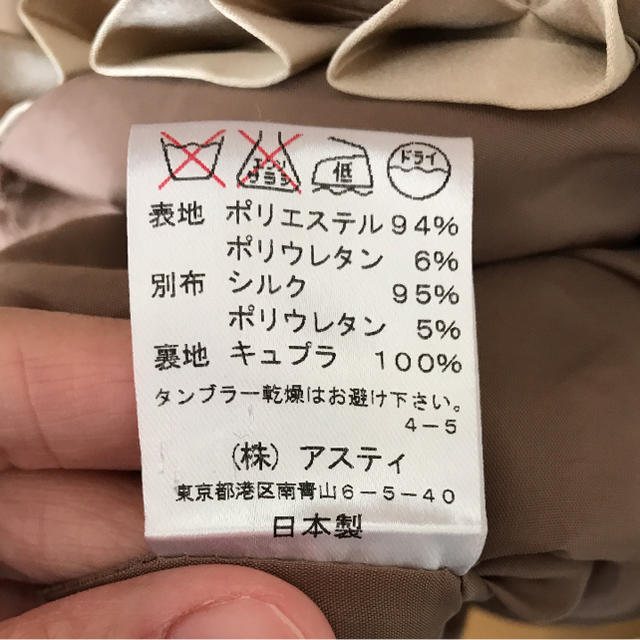 エンソ
サラシ
低
ドライ
表地 ポリエステル 94%
ポリウレタン 6%
別布 シルク 95%
ポリウレタン 5%
裏地 キュプラ 100%
タンブラー乾燥はお避け下さい。
4-5
(株) アスティ
東京都港区南青山6-5-40
日本製